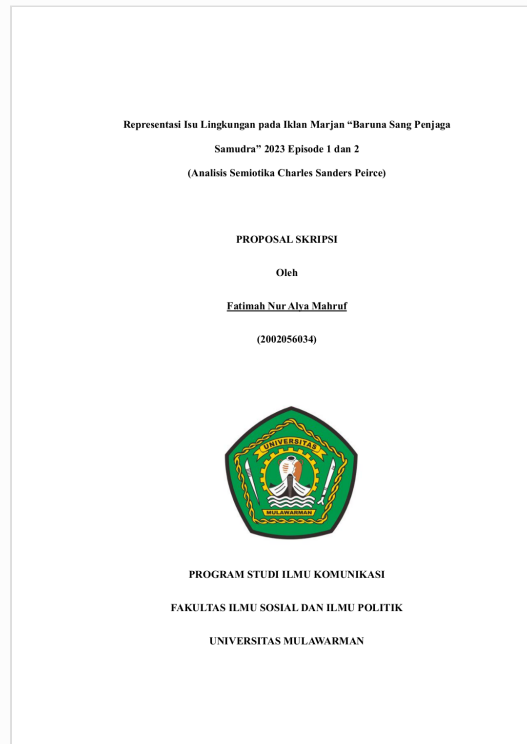 Representasi Isu Lingkungan pada Iklan Marjan “Baruna Sang Penjaga
Samudra” 2023 Episode 1 dan 2
(Analisis Semiotika Charles Sanders Peirce)
PROPOSAL SKRIPSI
Oleh
Fatimah Nur Alya Mahruf
(2002056034)
UNIVERSITAS
MULAWARMAN
PROGRAM STUDI ILMU KOMUNIKASI
FAKULTAS ILMU SOSIAL DAN ILMU POLITIK
UNIVERSITAS MULAWARMAN